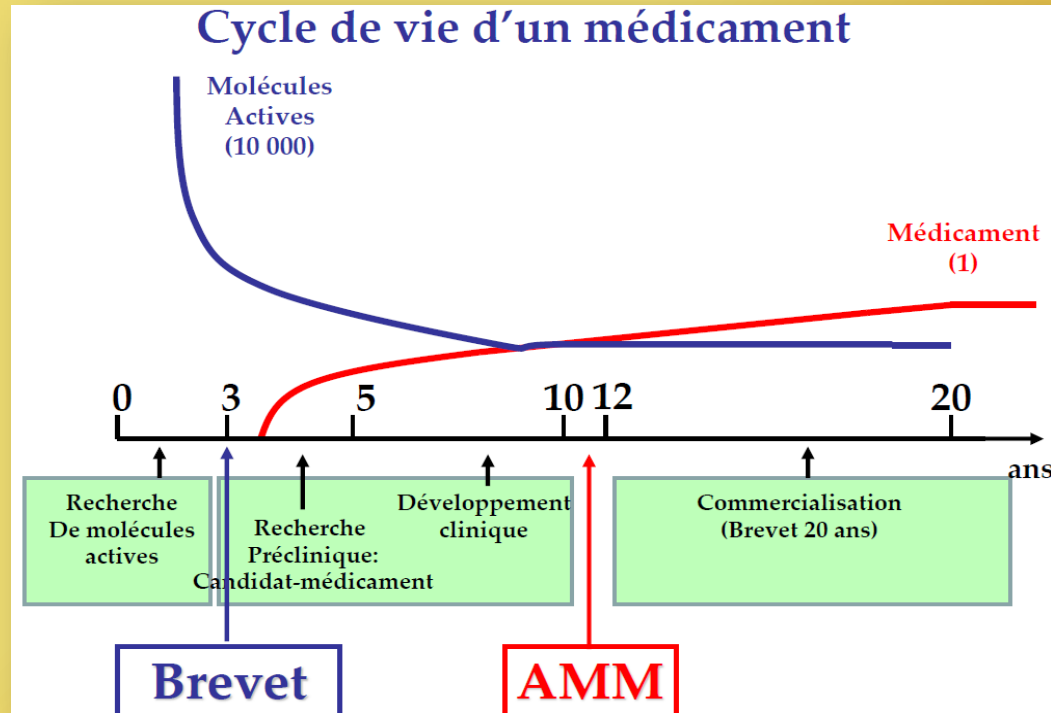 Cycle de vie d'un médicament
Molécules
Actives
(10 000)
Médicament
(1)
0 3 5 10 12 20
ans
Recherche
De molécules
actives
Recherche
Préclinique:
Candidat-médicament
Développement
clinique
Commercialisation
(Brevet 20 ans)
Brevet
AMM